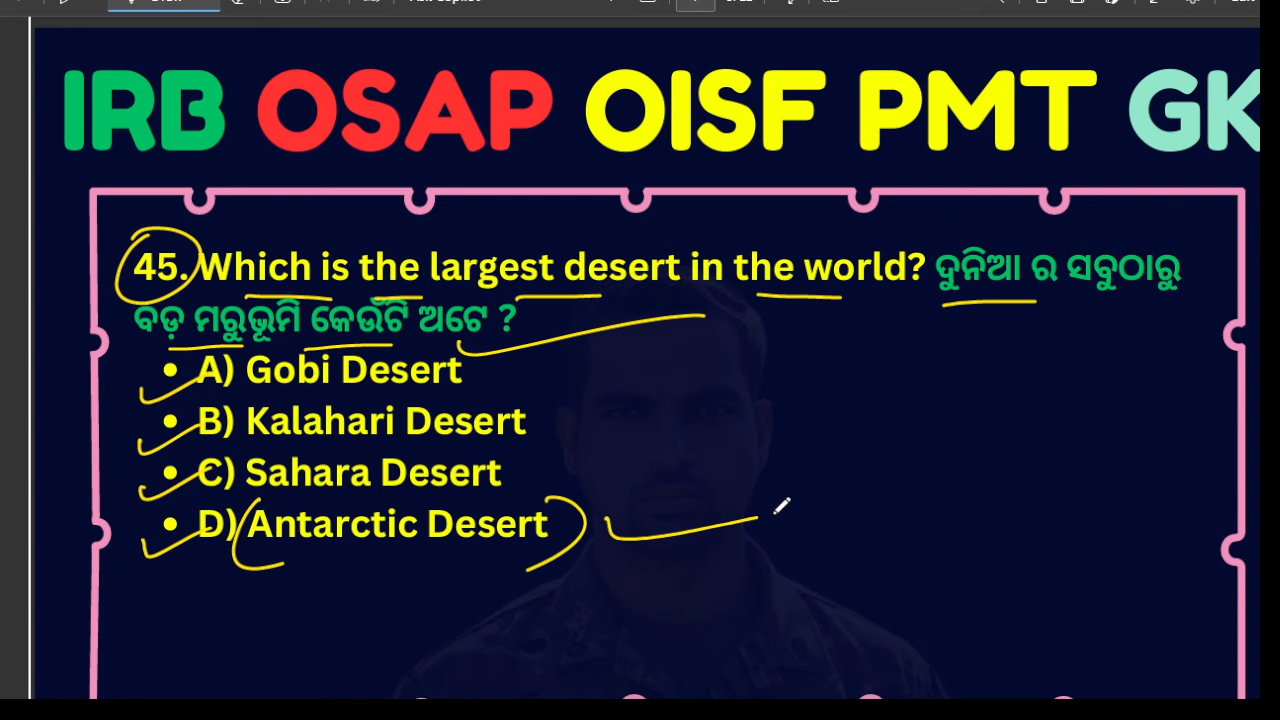 IRB OSAP OISF PMT GK
45. Which is the largest desert in the world? ଦୁନିଆ ର ସବୁଠାରୁ
ବଡ଼ ମରୁଭୂମି କେଉଁଟି ଅଟେ ?
• A) Gobi Desert
• B) Kalahari Desert
• C) Sahara Desert
• D) Antarctic Desert